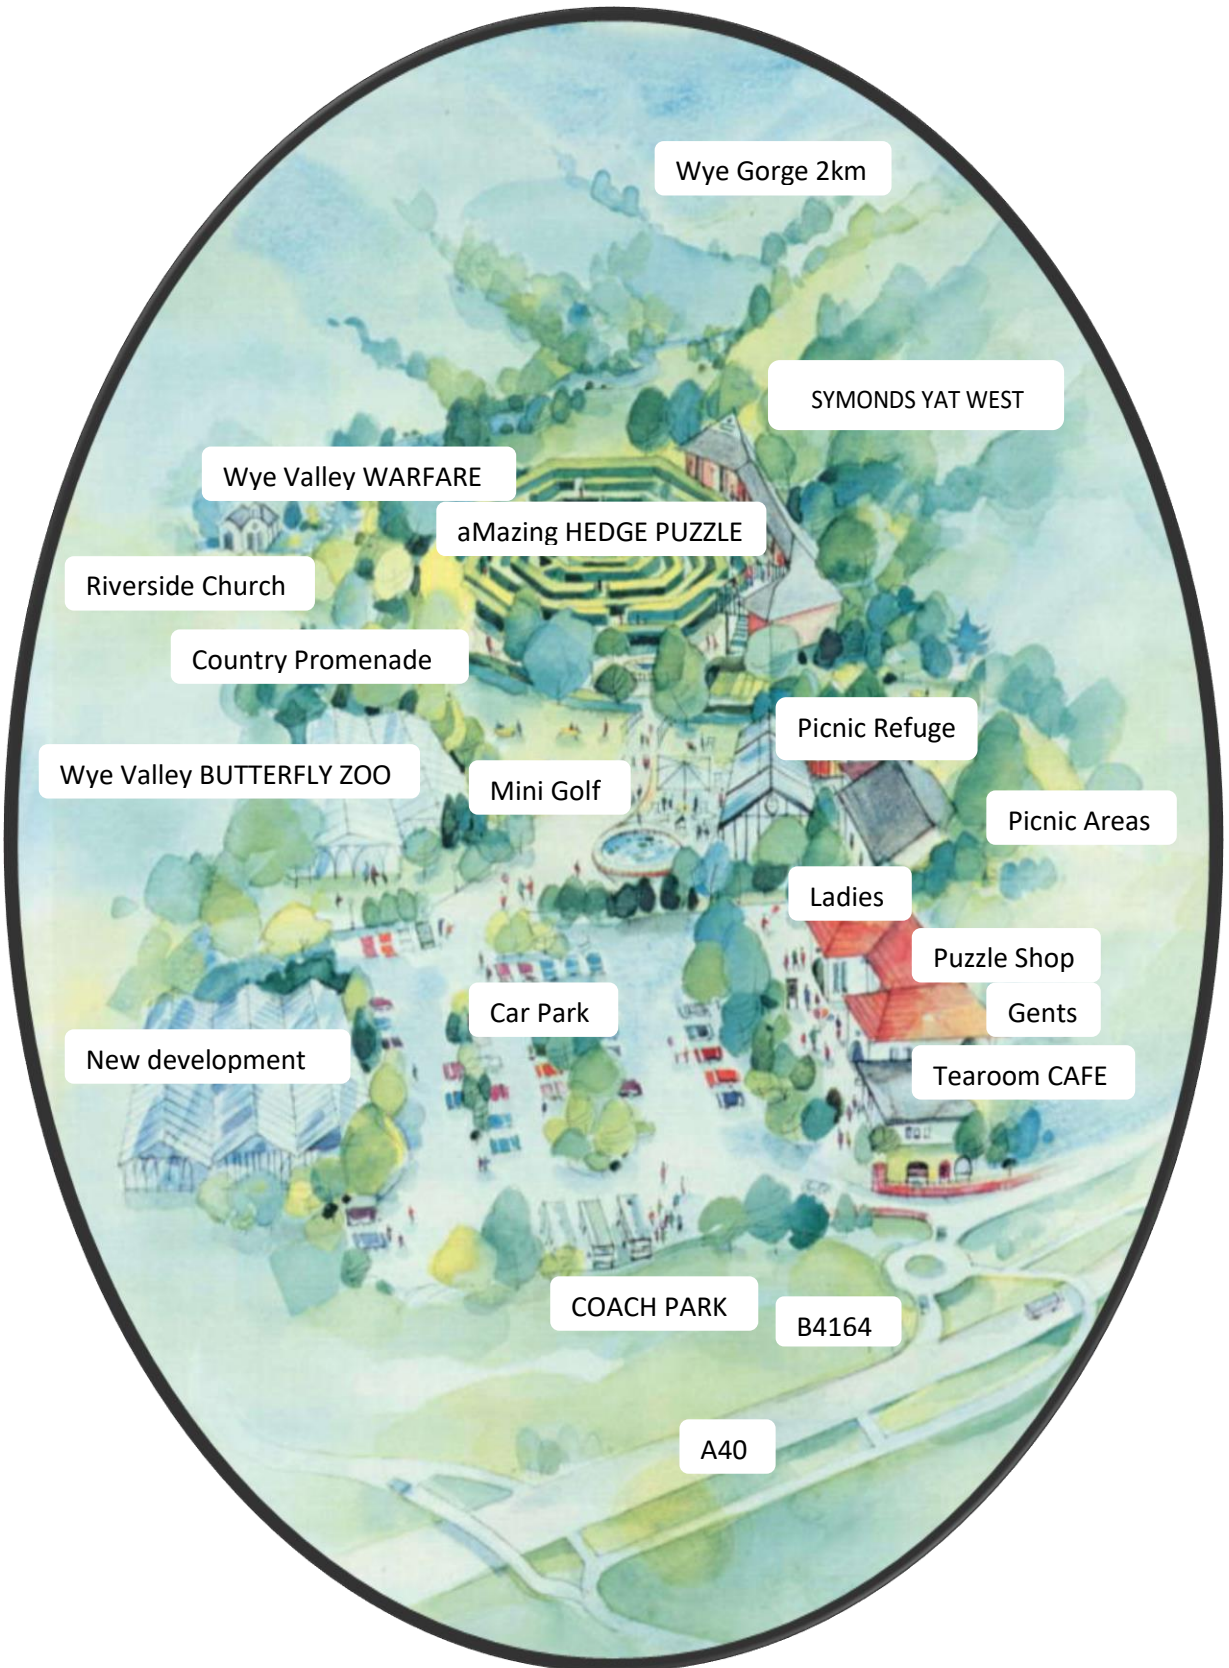 Wye Gorge 2km
SYMONDS YAT WEST
Wye Valley WARFARE
aMazing HEDGE PUZZLE
Riverside Church
Country Promenade
Picnic Refuge
Wye Valley BUTTERFLY ZOO
Mini Golf
Picnic Areas
Ladies
Puzzle Shop
Car Park
Gents
New development
Tearoom CAFE
COACH PARK
B4164
A40